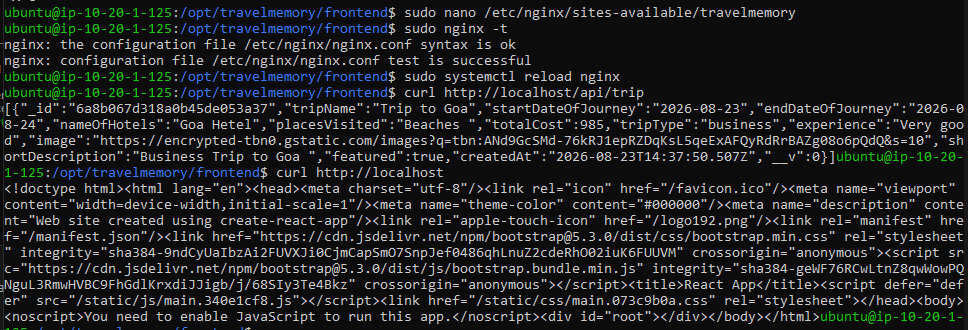 ubuntu@ip-10-20-1-125:/opt/travelmemory/frontend$ sudo nano /etc/nginx/sites-available/travelmemory
ubuntu@ip-10-20-1-125:/opt/travelmemory/frontend$ sudo nginx -t
nginx: the configuration file /etc/nginx/nginx.conf syntax is ok
nginx: configuration file /etc/nginx/nginx.conf test is successful
ubuntu@ip-10-20-1-125:/opt/travelmemory/frontend$ sudo systemctl reload nginx
ubuntu@ip-10-20-1-125:/opt/travelmemory/frontend$ curl http://localhost/api/trip
[{"_id":"6a8b067d318a0b45de053a37","tripName":"Trip to Goa","startDateOfJourney":"2026-08-23","endDateOfJourney":"2026-0
8-24","nameOfHotels":"Goa Hetel","placesVisited":"Beaches ","totalCost":985,"tripType":"business","experience":"Very goo
d","image":"https://encrypted-tbn0.gstatic.com/images?q=tbn:ANd9GcSMd-76kRJ1epRZDqKsL5qeExAFQyRdRrBAZg08o6pQdQ&s=10","sh
ortDescription":"Business Trip to Goa ","featured":true,"createdAt":"2026-08-23T14:37:50.507Z","__v":0}]ubuntu@ip-10-20-
1-125:/opt/travelmemory/frontend$ curl http://localhost
<!doctype html><html lang="en"><head><meta charset="utf-8"/><link rel="icon" href="/favicon.ico"/><meta name="viewport"
content="width=device-width,initial-scale=1"/><meta name="theme-color" content="#000000"/><meta name="description" conte
nt="Web site created using create-react-app"/><link rel="apple-touch-icon" href="/logo192.png"/><link rel="manifest" hre
f="/manifest.json"/><link href="https://cdn.jsdelivr.net/npm/bootstrap@5.3.0/dist/css/bootstrap.min.css" rel="stylesheet
" integrity="sha384-9ndCyUaIbzAi2FUVXJi0CjmCapSmO7SnpJef0486qhLnuZ2cdeRhO02iuK6FUUVM" crossorigin="anonymous"><script sr
c="https://cdn.jsdelivr.net/npm/bootstrap@5.3.0/dist/js/bootstrap.bundle.min.js" integrity="sha384-geWF76RCwLtnZ8qwWowPQ
NguL3RmwHVBC9FhGdlKrxdiJJigb/j/68SIy3Te4Bkz" crossorigin="anonymous"></script><title>React App</title><script defer="def
er" src="/static/js/main.340e1cf8.js"></script><link href="/static/css/main.073c9b0a.css" rel="stylesheet"></head><body>
<noscript>You need to enable JavaScript to run this app.</noscript><div id="root"></div></body></html>ubuntu@ip-10-20-1-
125:/opt/travelmemory/frontend$